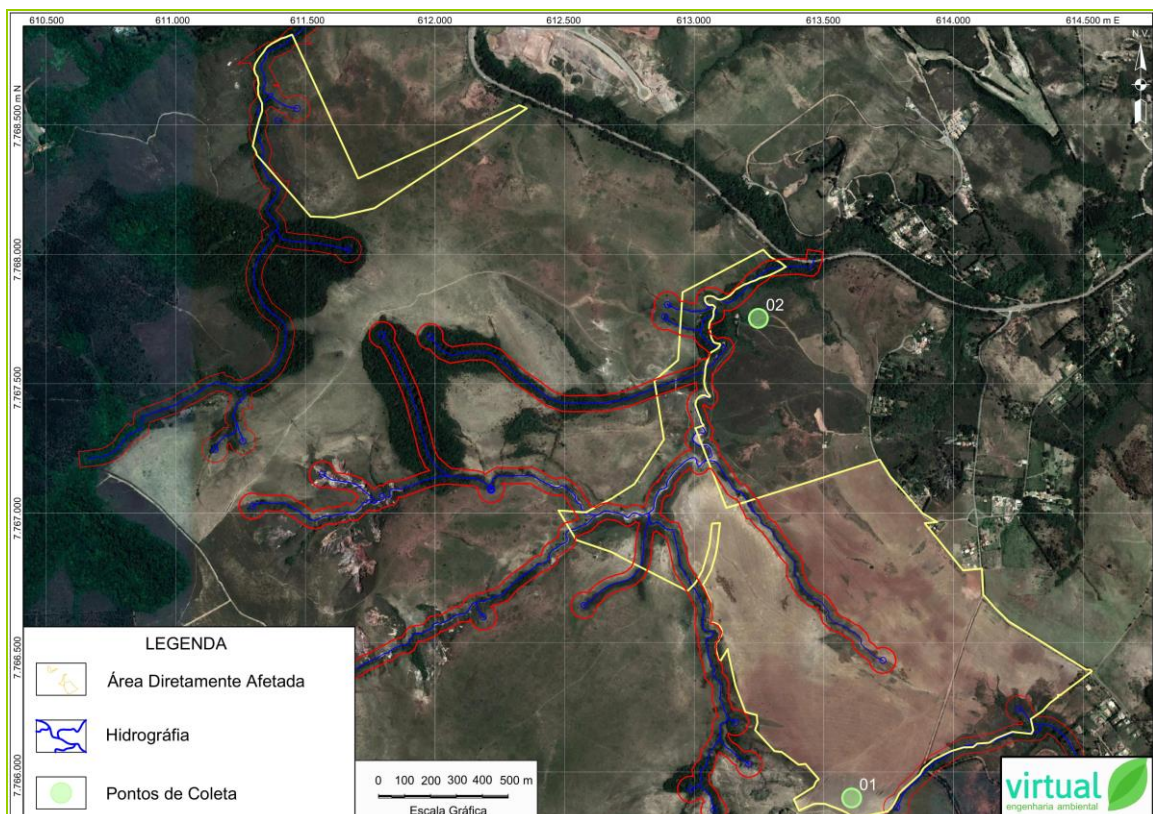 610.500 611.000 611.500 612.000 612.500 613.000 613.500 614.000 614.500 m E
N.V.
7.768.500 m N
7.768.000
02
7.767.500
7.767.000
7.766.500
LEGENDA
Área Diretamente Afetada
Hidrográfia
Pontos de Coleta
7.766.000
0 100 200 300 400 500 m
Escala Gráfica
01
virtual
engenharia ambiental